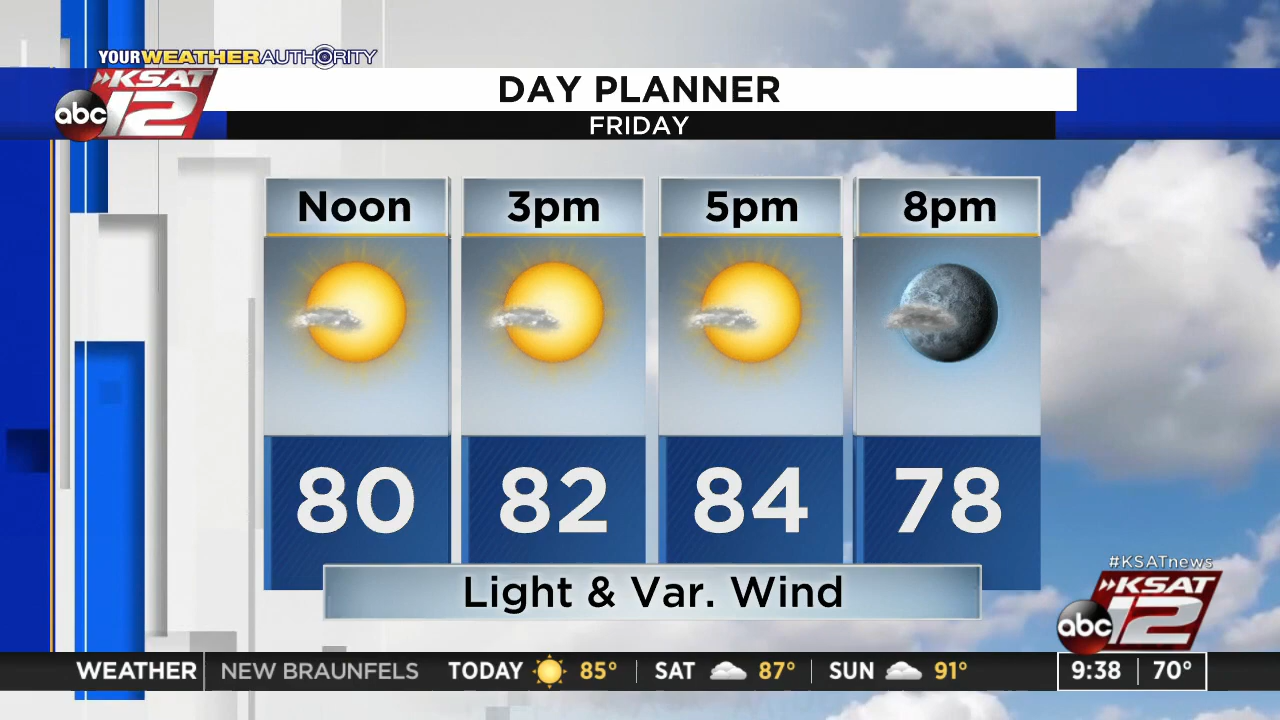 YOURWEATHERAUTHORITY
KSAT
abc 12
DAY PLANNER
FRIDAY
Noon 3pm 5pm 8pm
80 82 84 78
Light & Var. Wind
#KSATnews
KSAT
abc 12
WEATHER NEW BRAUNFELS TODAY 85° SAT 87° SUN 91° 9:38 70°